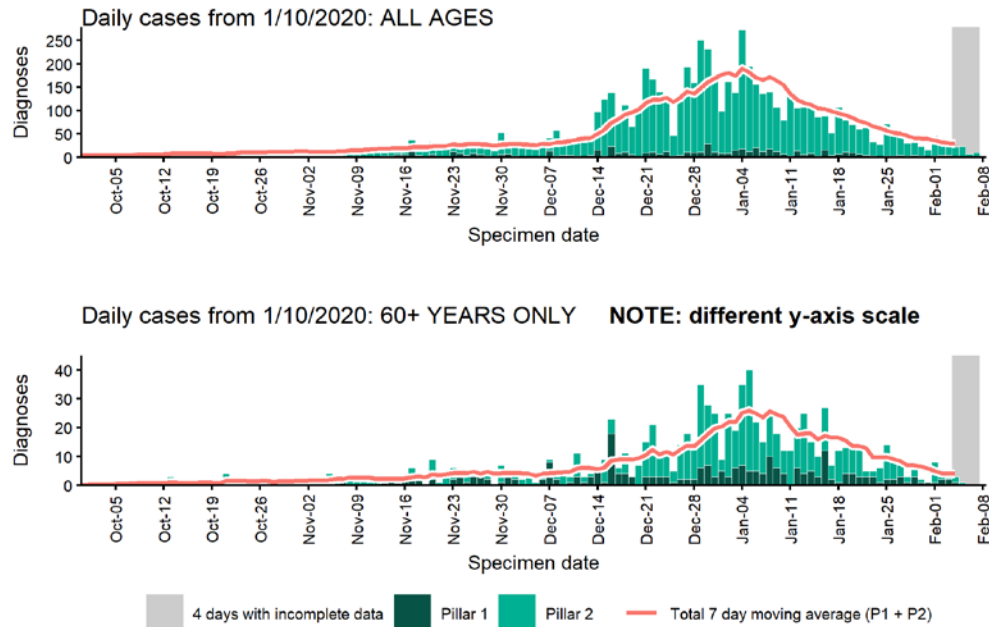 Daily cases from 1/10/2020: ALL AGES
250
200
150
100
50
0
Diagnoses
Oct-05
Oct-12
Oct-19
Oct-26
Nov-02
Nov-09
Nov-16
Nov-23
Nov-30
Dec-07
Dec-14
Dec-21
Dec-28
Jan-04
Jan-11
Jan-18
Jan-25
Feb-01
Feb-08
Specimen date
Daily cases from 1/10/2020: 60+ YEARS ONLY NOTE: different y-axis scale
40
30
20
10
0
Diagnoses
Oct-05
Oct-12
Oct-19
Oct-26
Nov-02
Nov-09
Nov-16
Nov-23
Nov-30
Dec-07
Dec-14
Dec-21
Dec-28
Jan-04
Jan-11
Jan-18
Jan-25
Feb-01
Feb-08
Specimen date
4 days with incomplete data Pillar 1 Pillar 2 Total 7 day moving average (P1 + P2)